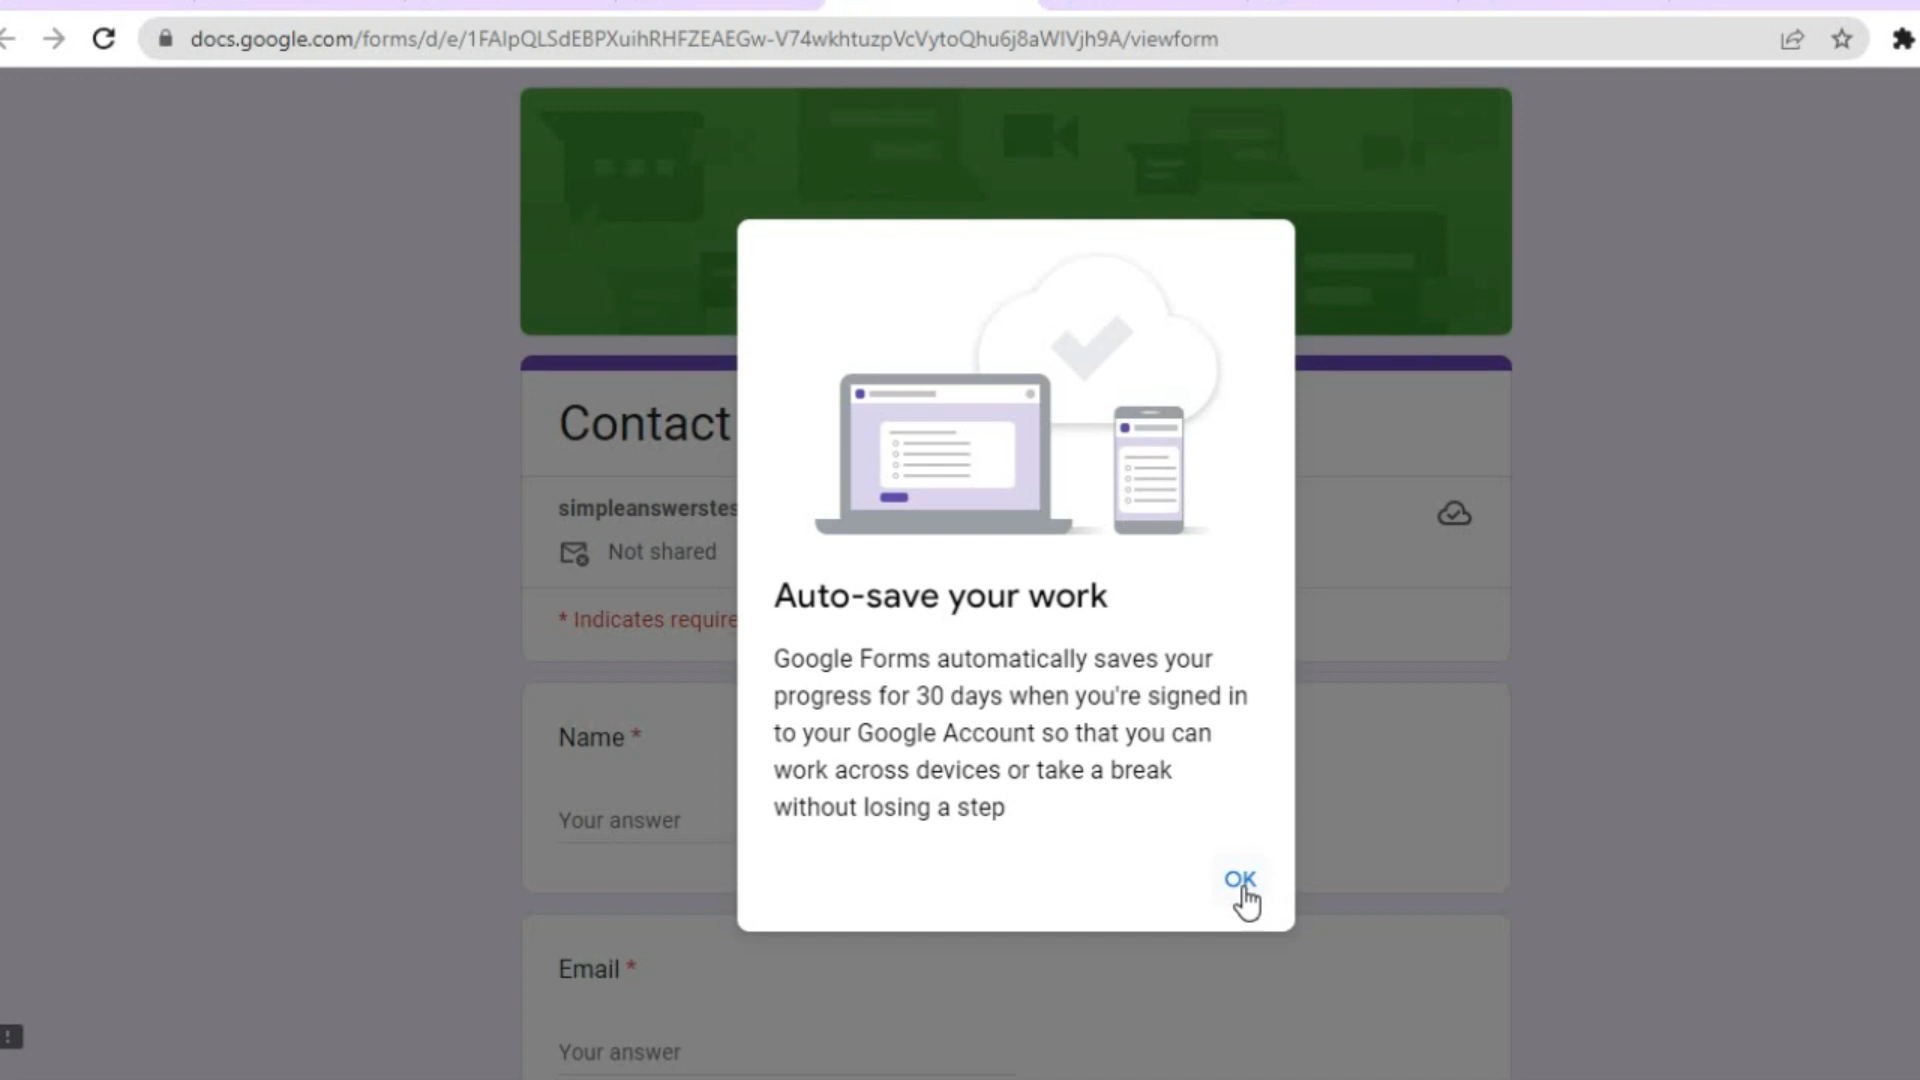 docs.google.com/forms/d/e/1FAIpQLSdEBPXuihRHFZEAEGw-V74wkhtuzpVcVytoQhu6j8aWlVjh9A/viewform
Contact
simpleanswerstes
Not shared
* Indicates require
Auto-save your work
Google Forms automatically saves your
progress for 30 days when you're signed in
to your Google Account so that you can
work across devices or take a break
without losing a step
OK
Name *
Your answer
Email *
Your answer